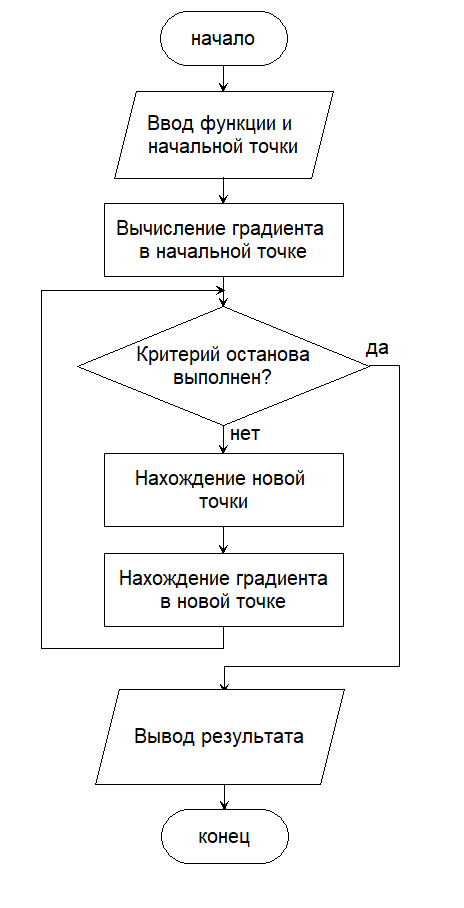 начало
Ввод функции и
начальной точки
Вычисление градиента
в начальной точке
Критерий останова
выполнен?
да
нет
Нахождение новой
точки
Нахождение градиента
в новой точке
Вывод результата
конец